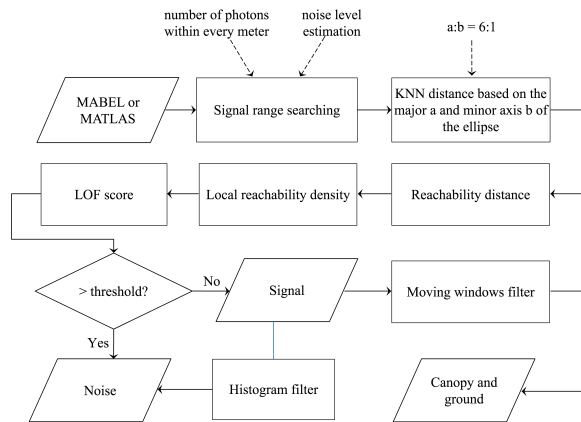 number of photons
within every meter
noise level
estimation
a:b = 6:1
MABEL or
MATLAS
Signal range searching
KNN distance based on the
major a and minor axis b of
the ellipse
LOF score
Local reachability density
Reachability distance
> threshold?
No
Signal
Moving windows filter
Yes
Noise
Histogram filter
Canopy and
ground